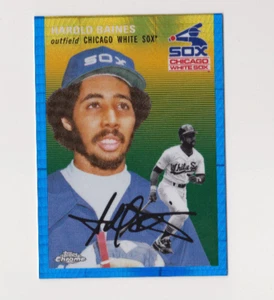 HAROLD BAINES
outfield CHICAGO WHITE SOX
SOX
CHICAGO
WHITE SOX
SOX
White Sox
Topps
Chrome